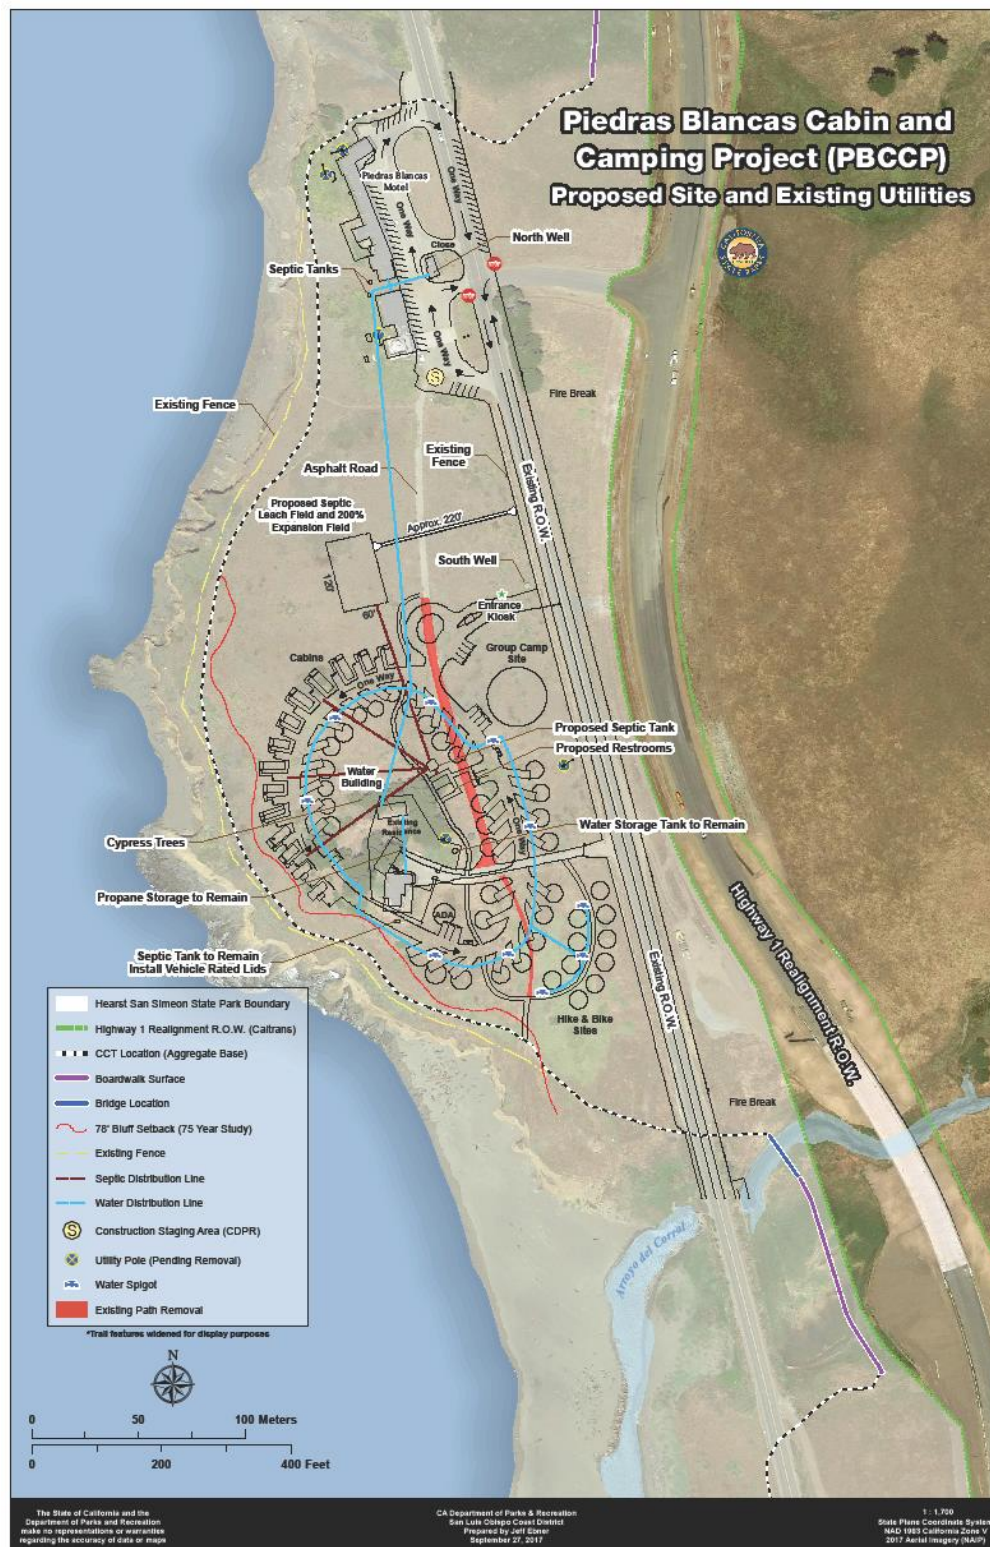 Piedras Blancas Cabin and
Camping Project (PBCCP)
Proposed Site and Existing Utilities
CALIFORNIA
STATE PARKS
Piedras Blancas
Motel
One Way
One Way
Close
North Well
Septic Tanks
One Way
S
Fire Break
Existing Fence
Existing
Fence
Asphalt Road
Existing R.O.W.
Proposed Septic
Leach Field and 200%
Expansion Field
Approx. 220'
South Well
120'
60'
Entrance
Kiosk
Cabins
Group Camp
Site
One Way
Proposed Septic Tank
Proposed Restrooms
Water
Building
Existing
Residence
One Way
Water Storage Tank to Remain
Cypress Trees
Propane Storage to Remain
ADA
Highway 1 Realignment R.O.W.
Septic Tank to Remain
Install Vehicle Rated Lids
Existing R.O.W.
Hike & Bike
Sites
Fire Break
Arroyo del Corral
Hearst San Simeon State Park Boundary
Highway 1 Realignment R.O.W. (Caltrans)
CCT Location (Aggregate Base)
Boardwalk Surface
Bridge Location
78' Bluff Setback (75 Year Study)
Existing Fence
Septic Distribution Line
Water Distribution Line
S Construction Staging Area (CDPR)
Utility Pole (Pending Removal)
Water Spigot
Existing Path Removal
*Trail features widened for display purposes
N
0 50 100 Meters
0 200 400 Feet
The State of California and the
Department of Parks and Recreation
make no representations or warranties
regarding the accuracy of data or maps
CA Department of Parks & Recreation
San Luis Obispo Coast District
Prepared by Jeff Ebner
September 27, 2017
1 : 1,700
State Plane Coordinate System
NAD 1983 California Zone V
2017 Aerial Imagery (NAIP)